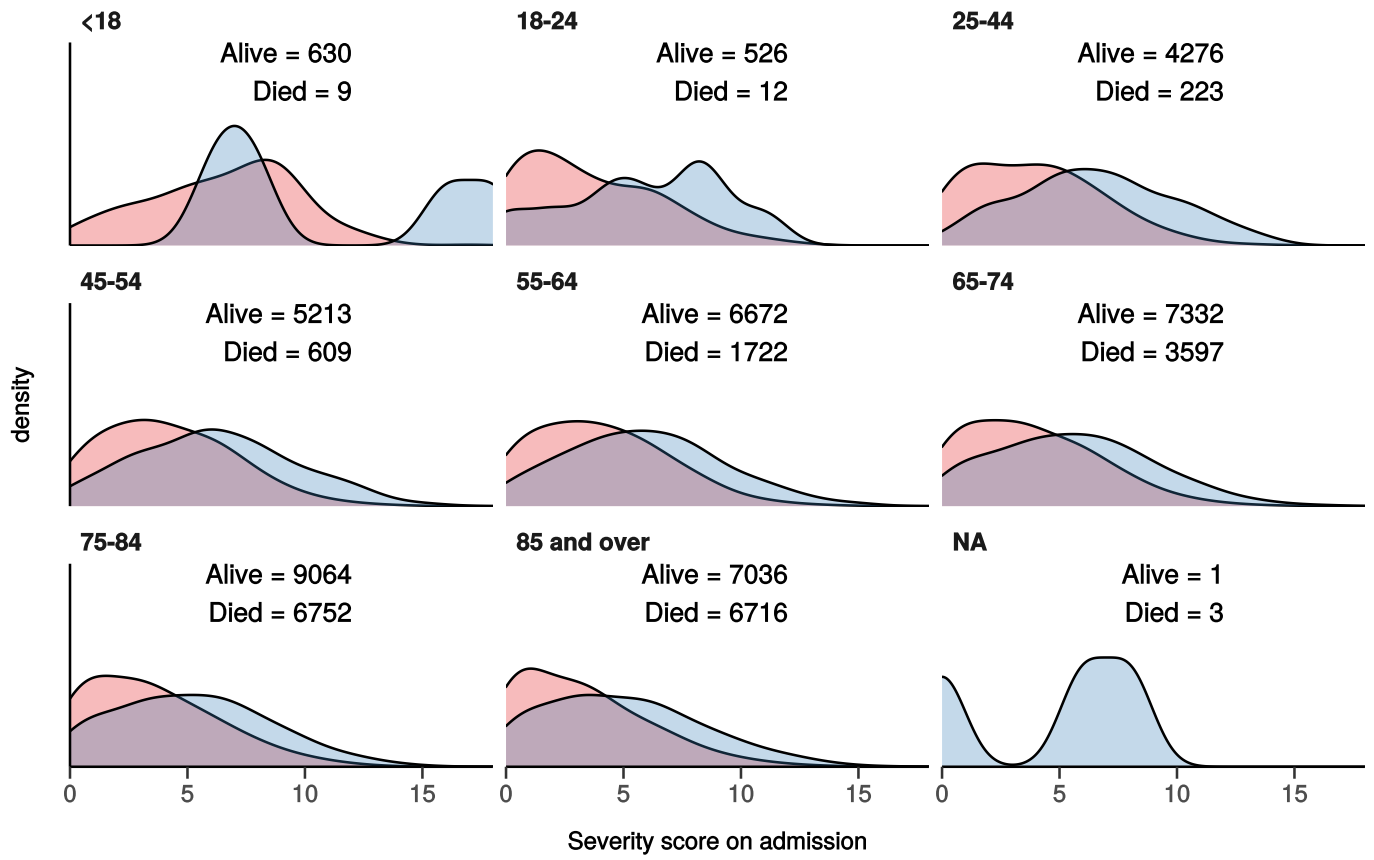 <18
Alive = 630
Died = 9
18-24
Alive = 526
Died = 12
25-44
Alive = 4276
Died = 223
45-54
Alive = 5213
Died = 609
55-64
Alive = 6672
Died = 1722
65-74
Alive = 7332
Died = 3597
75-84
Alive = 9064
Died = 6752
85 and over
Alive = 7036
Died = 6716
NA
Alive = 1
Died = 3
density
0 5 10 15
0 5 10 15
0 5 10 15
Severity score on admission